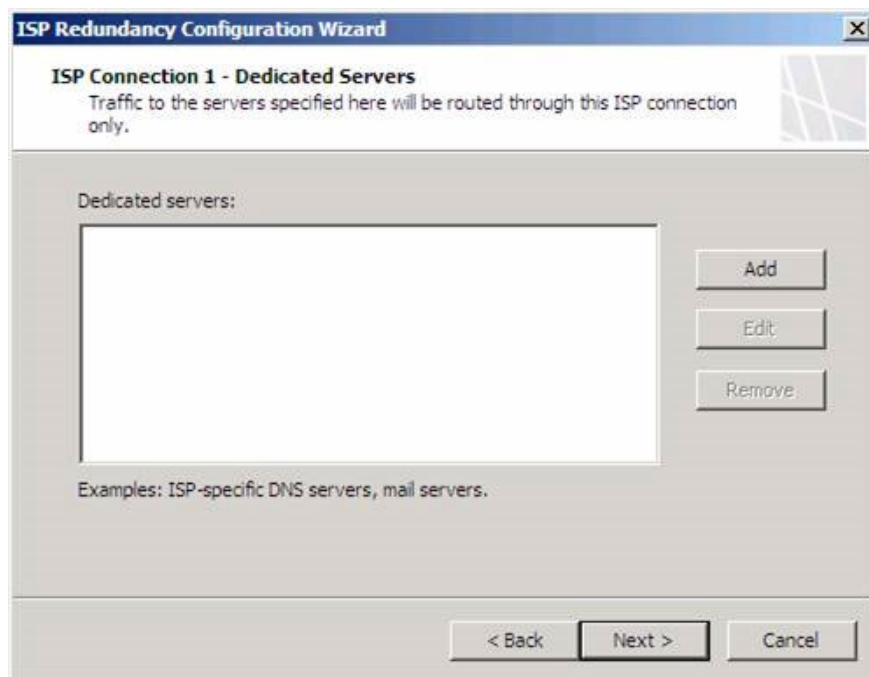 ISP Redundancy Configuration Wizard
ISP Connection 1 - Dedicated Servers
Traffic to the servers specified here will be routed through this ISP connection
only.
Dedicated servers:
Add
Edit
Remove
Examples: ISP-specific DNS servers, mail servers.
< Back
Next >
Cancel